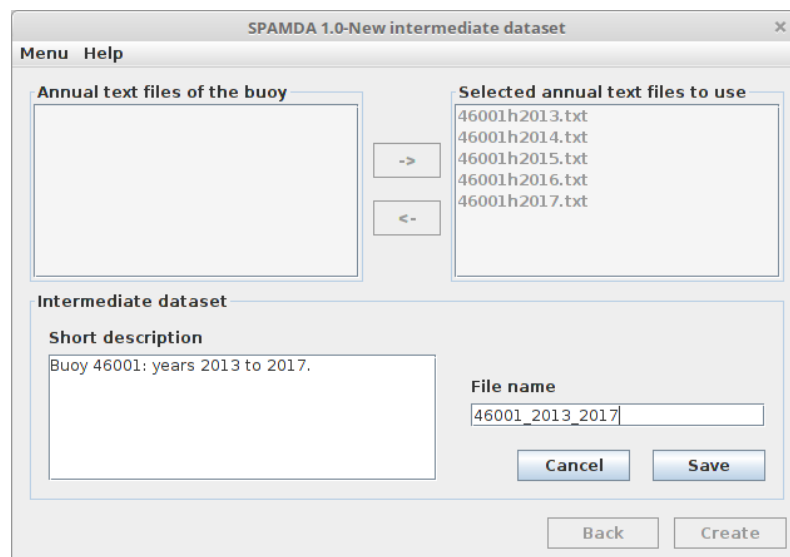 SPAMDA 1.0-New intermediate dataset
Menu Help
Annual text files of the buoy
Selected annual text files to use
46001h2013.txt
46001h2014.txt
46001h2015.txt
46001h2016.txt
46001h2017.txt
->
<-
Intermediate dataset
Short description
Buoy 46001: years 2013 to 2017.
File name
46001_2013_2017
Cancel Save
Back Create